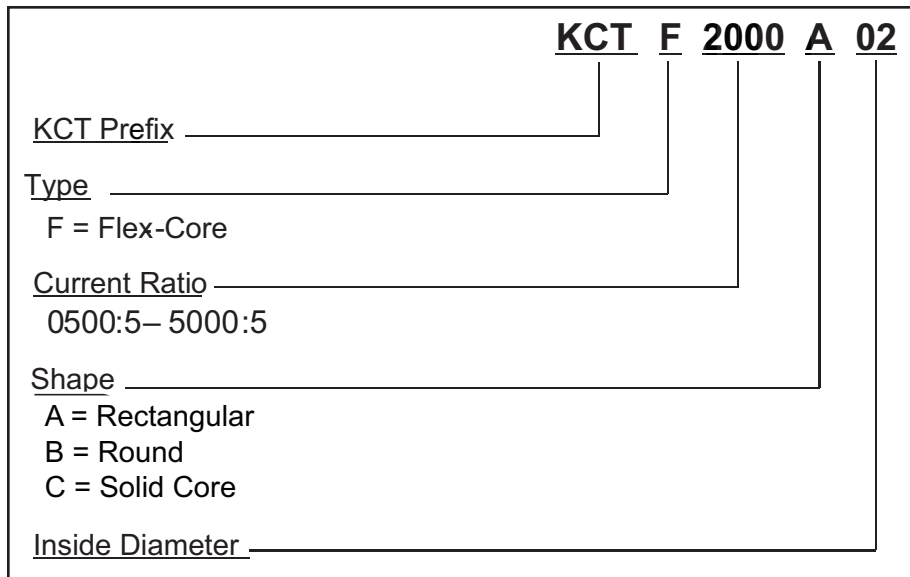 KCT F 2000 A 02
KCT Prefix
Type
F = Flex-Core
Current Ratio
0500:5– 5000:5
Shape
A = Rectangular
B = Round
C = Solid Core
Inside Diameter